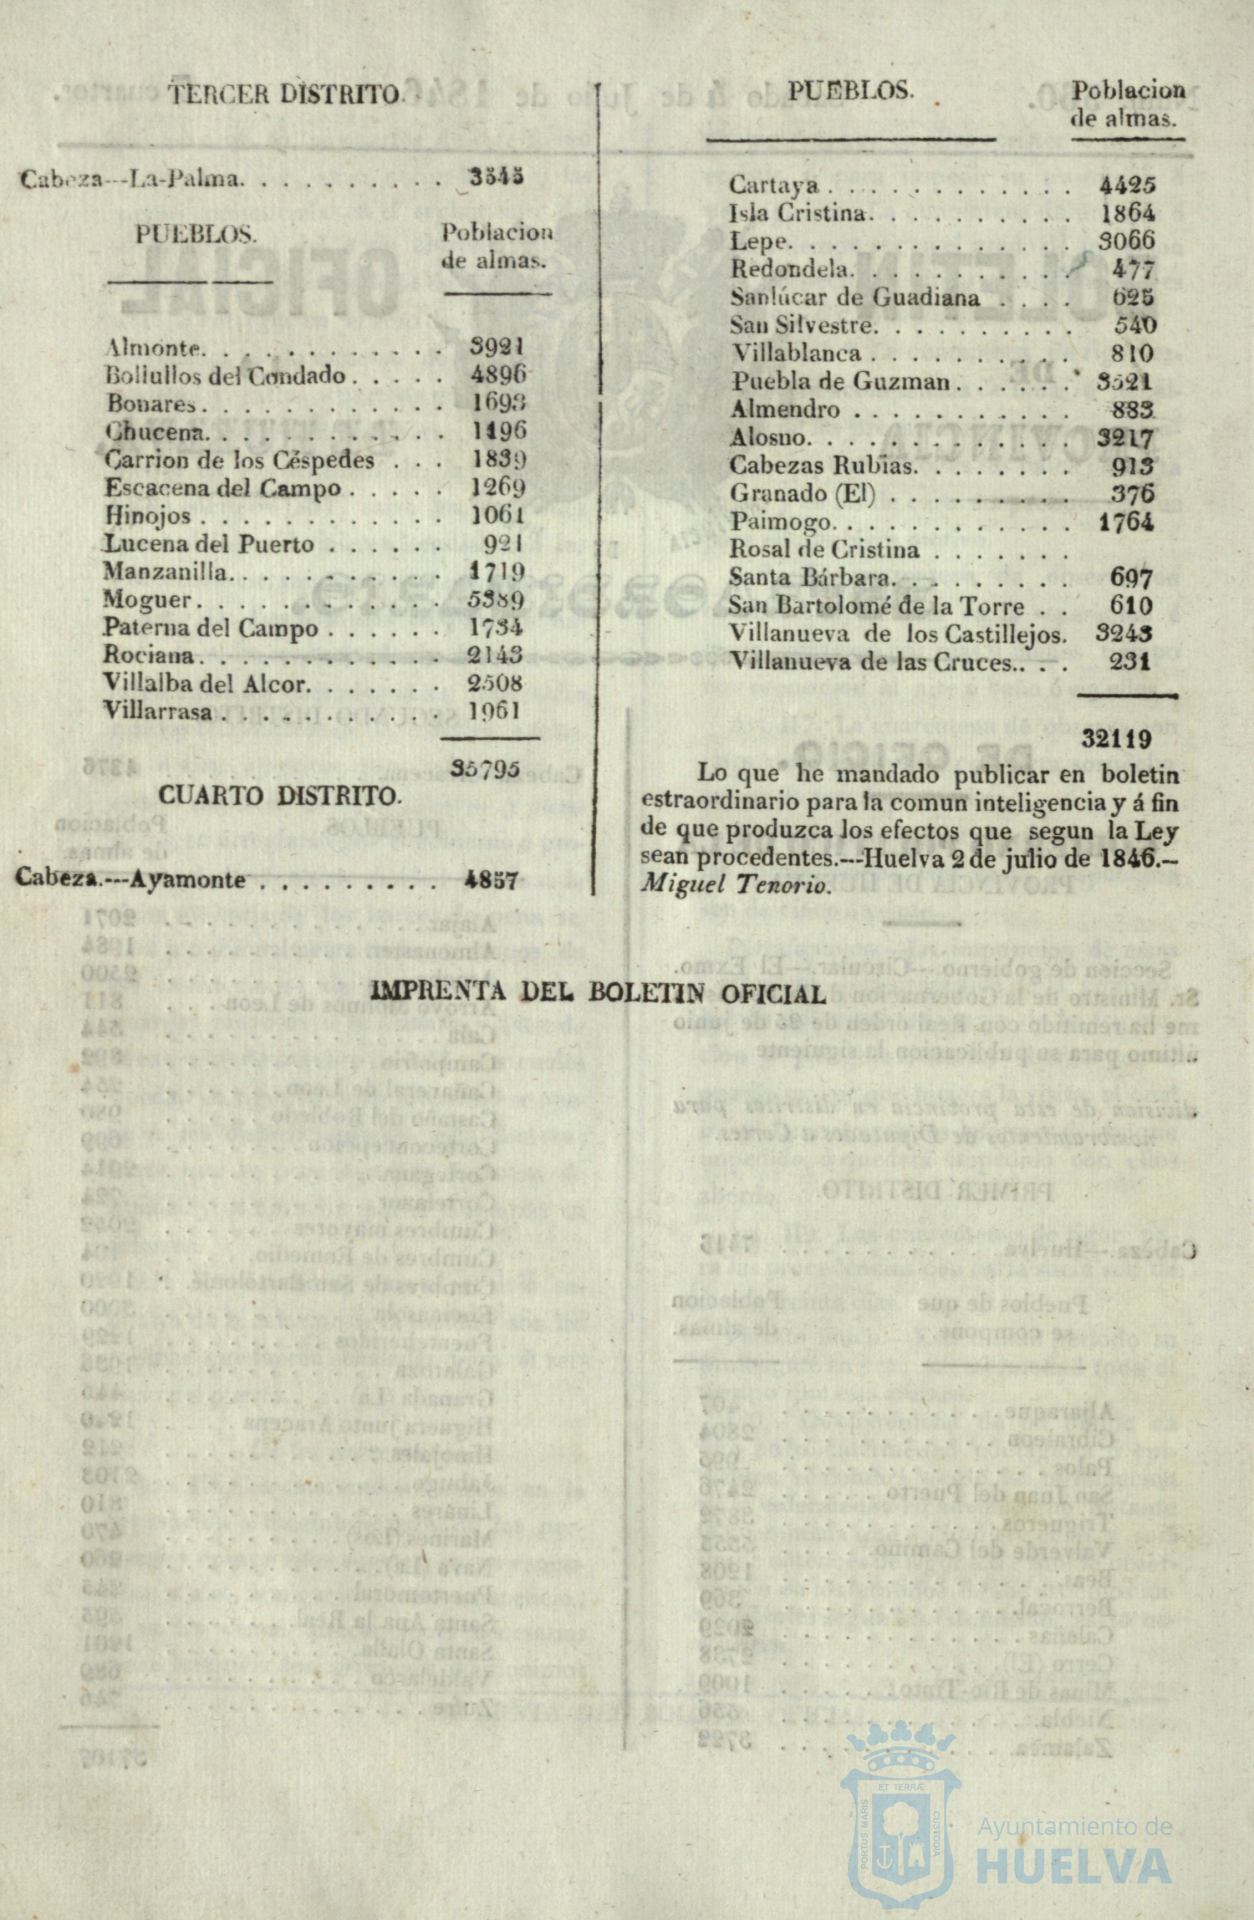 TERCER DISTRITO.
Cabeza---La-Palma. . . . . . . . . . . 3545
PUEBLOS. Poblacion
de almas.
Almonte. . . . . . . . . . . . . 3921
Bollullos del Condado . . . . . 4896
Bonares . . . . . . . . . . . . . 1693
Chucena. . . . . . . . . . . . . 1196
Carrion de los Céspedes . . . 1839
Escacena del Campo . . . . . 1269
Hinojos . . . . . . . . . . . . . 1061
Lucena del Puerto . . . . . . 921
Manzanilla. . . . . . . . . . . . 1719
Moguer. . . . . . . . . . . . . . 5389
Paterna del Campo . . . . . . 1734
Rociana. . . . . . . . . . . . . 2143
Villalba del Alcor. . . . . . . . 2508
Villarrasa . . . . . . . . . . . . 1961
35795
CUARTO DISTRITO.
Cabeza.---Ayamonte . . . . . . . . . 4857
PUEBLOS. Poblacion
de almas.
Cartaya . . . . . . . . . . . . . 4425
Isla Cristina. . . . . . . . . . . 1864
Lepe. . . . . . . . . . . . . . . 3066
Redondela. . . . . . . . . . . . 477
Sanlúcar de Guadiana . . . . 625
San Silvestre. . . . . . . . . . . 540
Villablanca . . . . . . . . . . . 810
Puebla de Guzman . . . . . . 3521
Almendro . . . . . . . . . . . . 883
Alosno. . . . . . . . . . . . . . 3217
Cabezas Rubias. . . . . . . . . 913
Granado (El) . . . . . . . . . . 376
Paimogo. . . . . . . . . . . . . 1764
Rosal de Cristina . . . . . . .
Santa Bárbara. . . . . . . . . . 697
San Bartolomé de la Torre . . 610
Villanueva de los Castillejos. 3243
Villanueva de las Cruces.. . . 231
32119
Lo que he mandado publicar en boletin
estraordinario para la comun inteligencia y á fin
de que produzca los efectos que segun la Ley
sean procedentes.---Huelva 2 de julio de 1846.–
Miguel Tenorio.
IMPRENTA DEL BOLETIN OFICIAL
ET TERRÆ
PORTUS MARIS
CUSTODIA
Ayuntamiento de
HUELVA